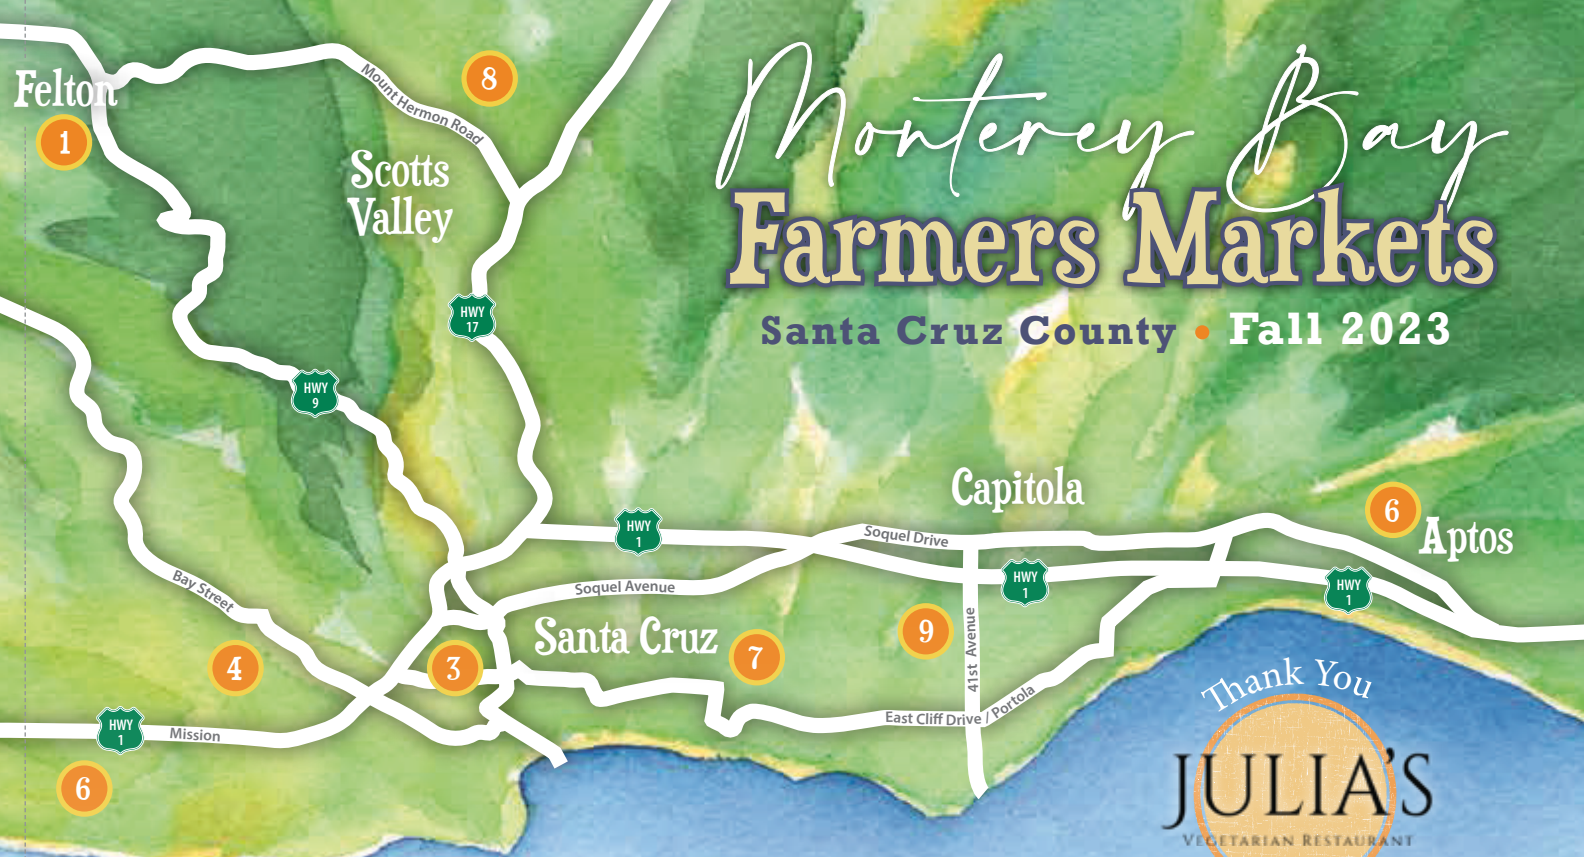 Monterey Bay
Farmers Markets
Santa Cruz County • Fall 2023
Felton
1
Mount Hermon Road
8
Scotts
Valley
HWY
17
HWY
9
Capitola
6
Aptos
HWY
1
Soquel Drive
HWY
1
HWY
1
Bay Street
Soquel Avenue
Santa Cruz
7
9
41st Avenue
4
3
East Cliff Drive / Portola
HWY
1
Mission
6
Thank You
JULIA'S
VEGETARIAN RESTAURANT